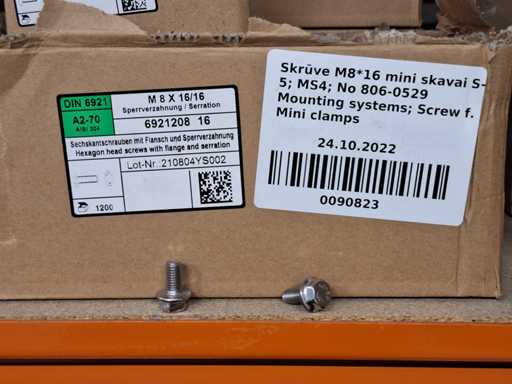 DIN 6921
A2-70
AISI 304
M 8 X 16/16
Sperrverzahnung / Serration
6921208 16
Sechskantschrauben mit Flansch und Sperrverzahnung
Hexagon head screws with flange and serration
Lot-Nr.:210804YS002
1200
Skrūve M8*16 mini skavai S-
5; MS4; No 806-0529
Mounting systems; Screw f.
Mini clamps
24.10.2022
0090823